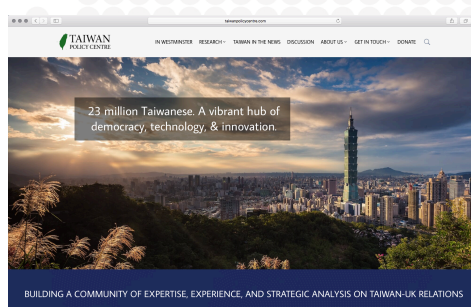 taiwanpolicycentre.com
TAIWAN
POLICY CENTRE
IN WESTMINSTER RESEARCH TAIWAN IN THE NEWS DISCUSSION ABOUT US GET IN TOUCH DONATE
23 million Taiwanese. A vibrant hub of
democracy, technology, & innovation.
BUILDING A COMMUNITY OF EXPERTISE, EXPERIENCE, AND STRATEGIC ANALYSIS ON TAIWAN-UK RELATIONS